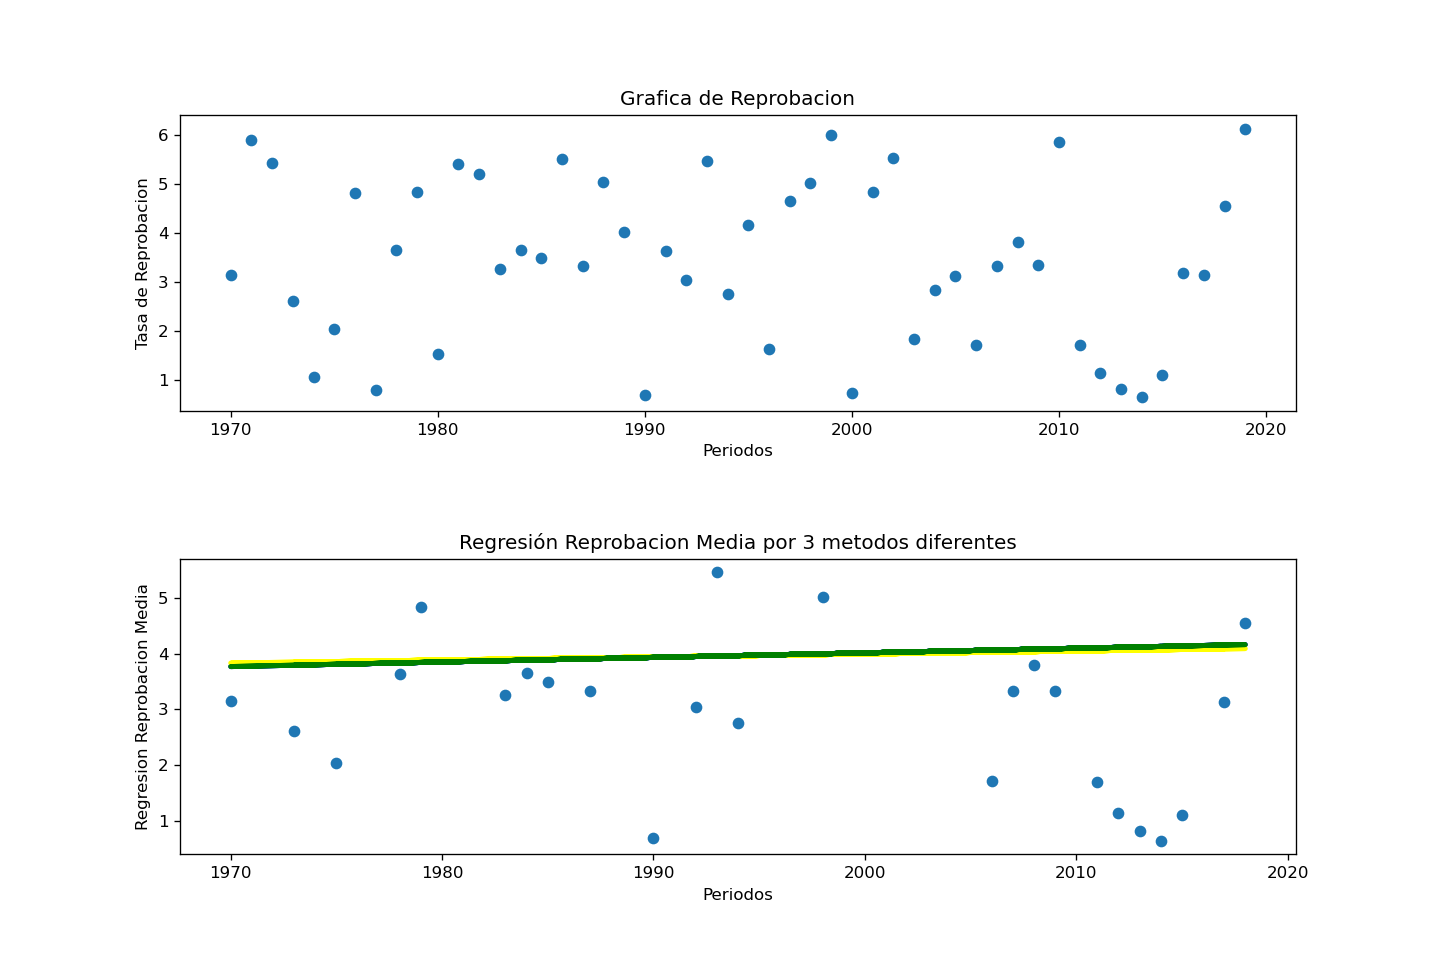 Grafica de Reprobacion
Tasa de Reprobacion
6
5
4
3
2
1
1970 1980 1990 2000 2010 2020
Periodos
Regresión Reprobacion Media por 3 metodos diferentes
Regresion Reprobacion Media
5
4
3
2
1
1970 1980 1990 2000 2010 2020
Periodos